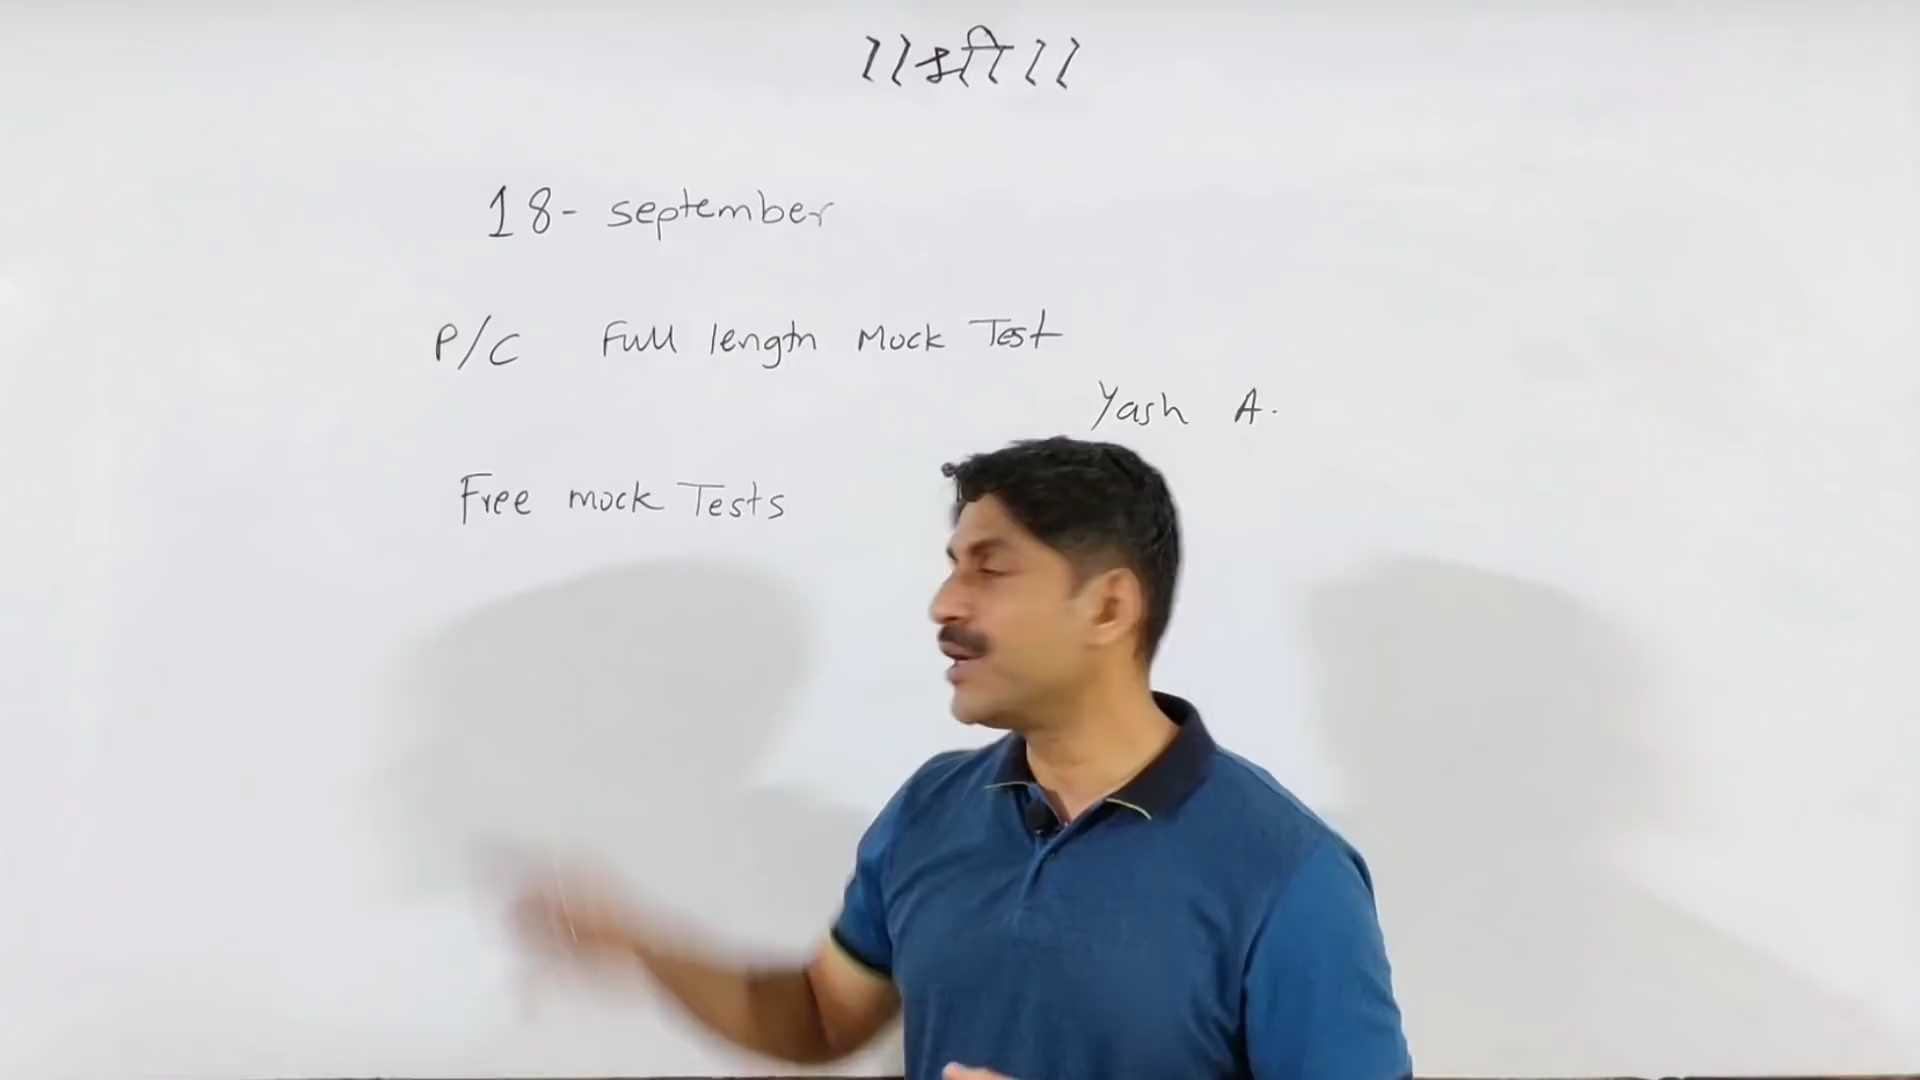 ।।श्री।।
18- september
P/C Full length Mock Test
Yash A.
Free mock Tests